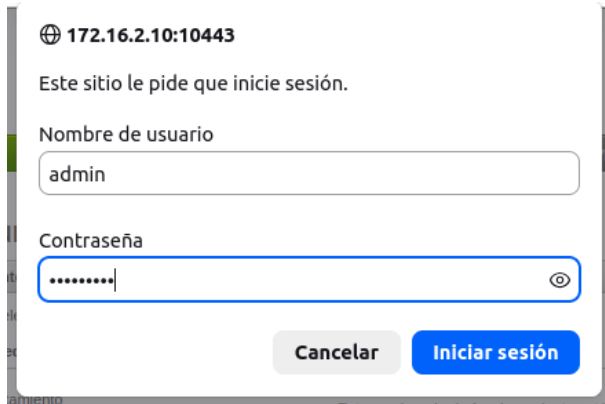 172.16.2.10:10443
Este sitio le pide que inicie sesión.
Nombre de usuario
admin
Contraseña
•••••••••
Cancelar Iniciar sesión